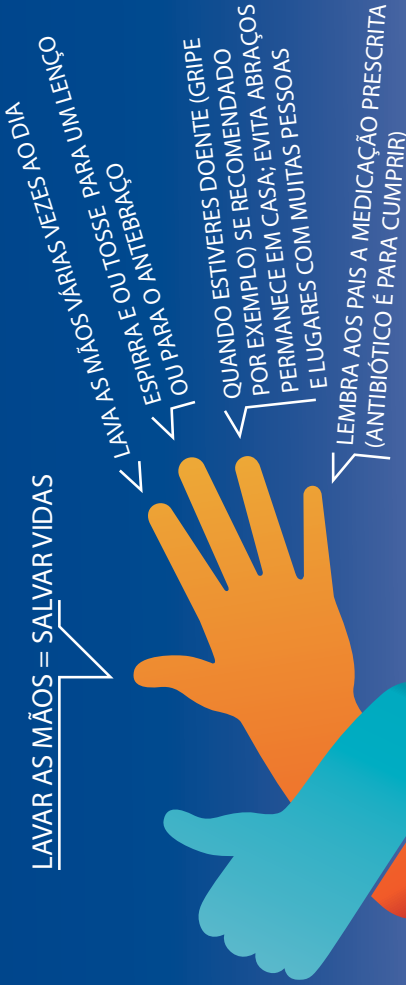 LAVAR AS MÃOS = SALVAR VIDAS
LAVA AS MÃOS VÁRIAS VEZES AO DIA
ESPIRRA E OU TOSSE PARA UM LENÇO
OU PARA O ANTEBRAÇO
QUANDO ESTIVERES DOENTE (GRIPE
POR EXEMPLO) SE RECOMENDADO
PERMANECE EM CASA; EVITA ABRAÇOS
E LUGARES COM MUITAS PESSOAS
LEMBRA AOS PAIS A MEDICAÇÃO PRESCRITA
(ANTIBIÓTICO É PARA CUMPRIR)